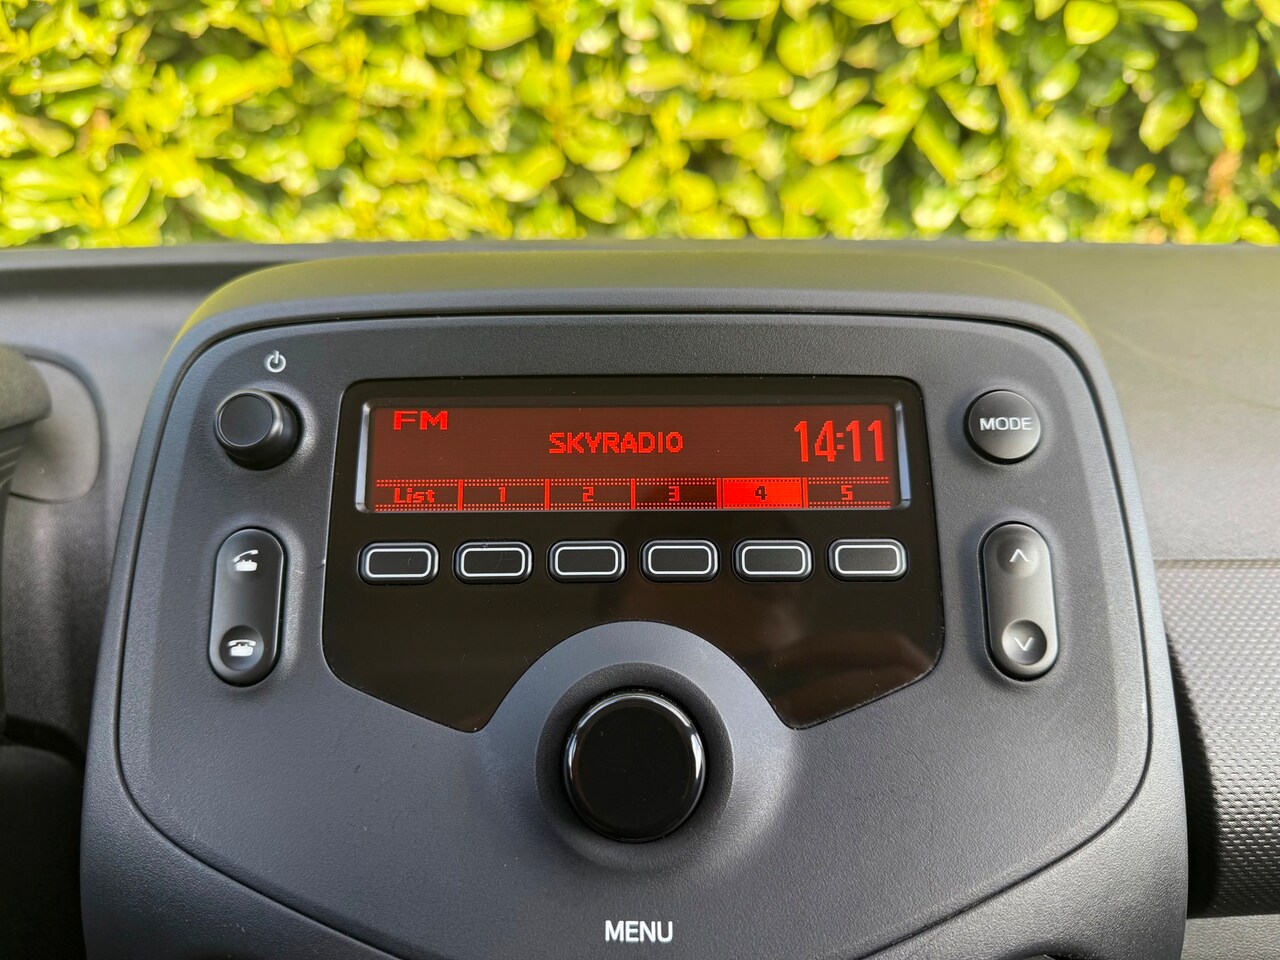 FM
SKYRADIO
14:11
List 1 2 3 4 5
MODE
MENU